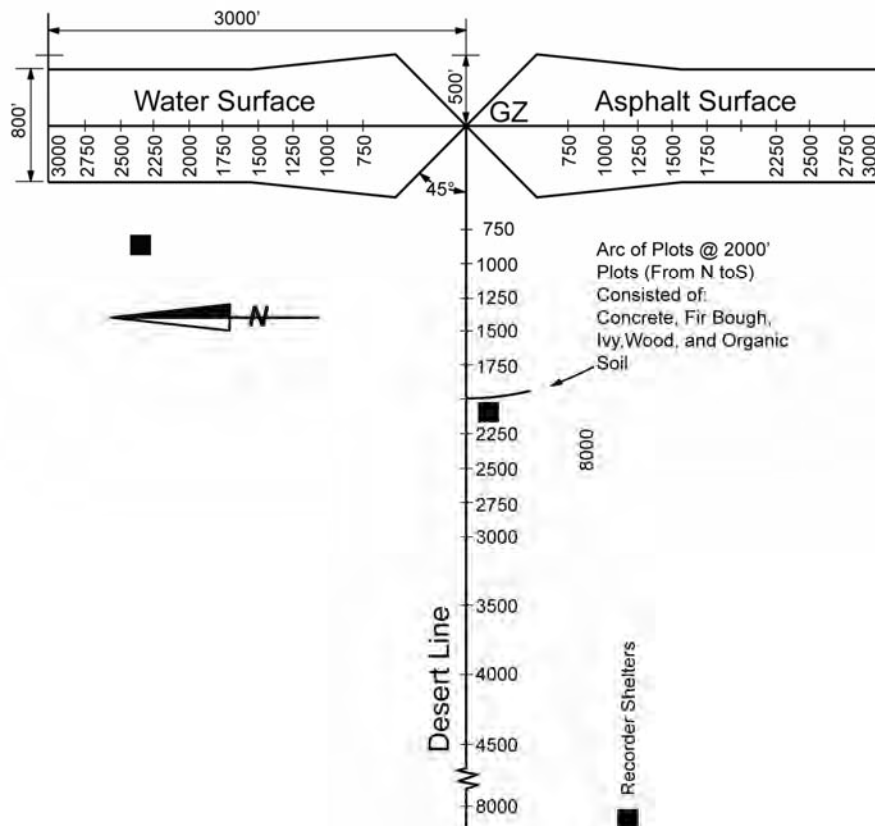 3000'
800'
500'
Water Surface
GZ
Asphalt Surface
3000 2750 2500 2250 2000 1750 1500 1250 1000 750
750 1000 1250 1500 1750 2250 2500 2750 3000
45°
750
1000
1250
1500
1750
2250
2500
2750
3000
3500
4000
4500
8000
N
Arc of Plots @ 2000'
Plots (From N toS)
Consisted of:
Concrete, Fir Bough,
Ivy,Wood, and Organic
Soil
8000
Desert Line
Recorder Shelters